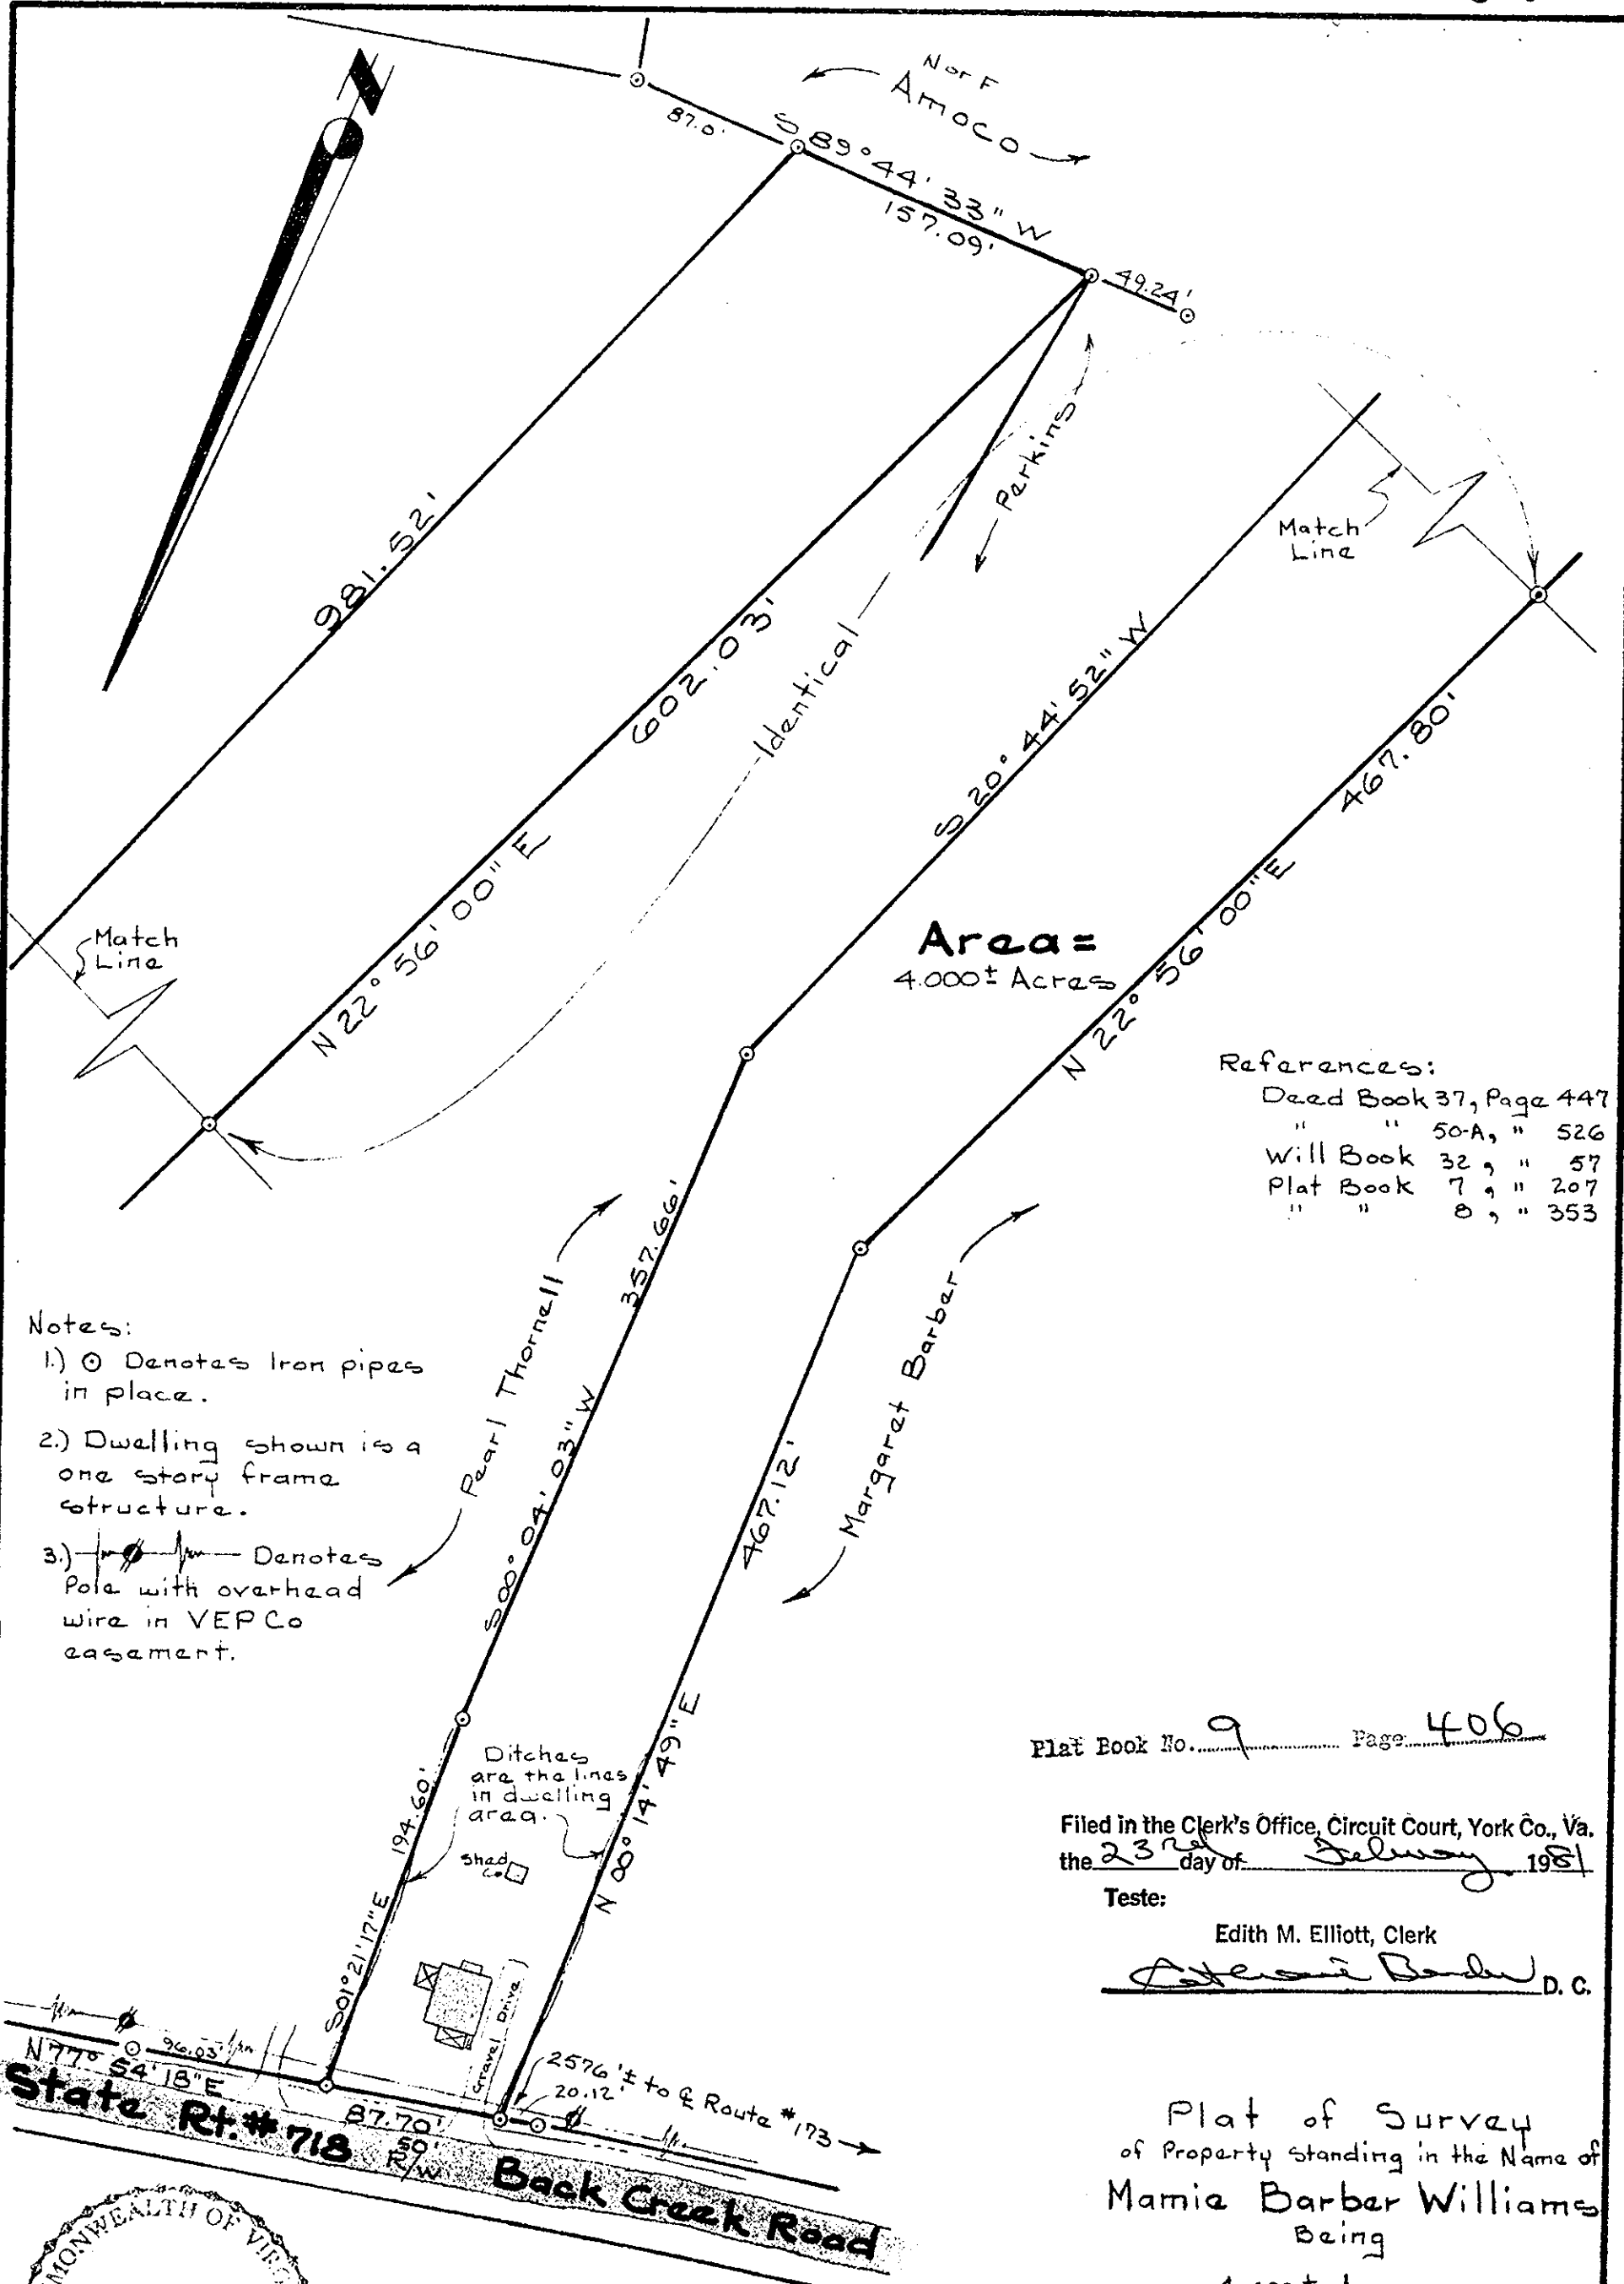 N
N or F
Amoco
87.0'
S 89° 44' 33" W
157.09'
49.24'
Perkins
Match
Line
981.52'
602.03'
Identical
S 20° 44' 52" W
467.80'
N 22° 56' 00" E
Match
Line
N 22° 56' 00" E
Area =
4.000± Acres
References:
Deed Book 37, Page 447
" " 50-A, " 526
Will Book 32, " 57
Plat Book 7, " 207
" " 8, " 353
357.66'
Pearl Thornell
S 00° 04' 03" W
Margaret Barber
467.12'
N 00° 14' 49" E
Notes:
1.) ⊙ Denotes Iron pipes
in place.
2.) Dwelling shown is a
one story frame
structure.
3.) Denotes
Pole with overhead
wire in VEPCo
easement.
Ditches
are the lines
in dwelling
area.
194.60'
Shed
S 01° 21' 17" E
Plat Book No. 9 Page 406
Filed in the Clerk's Office, Circuit Court, York Co., Va.
the 23rd day of February 1981
Teste:
Edith M. Elliott, Clerk
D. C.
Gravel Drive
96.03'
N 77° 54' 18" E
2576'± to ℄ Route #173
20.12'
87.70'
State Rt. # 718 50' R/W Back Creek Road
Plat of Survey
of Property standing in the Name of
Mamie Barber Williams
Being
MONWEALTH OF VIRG